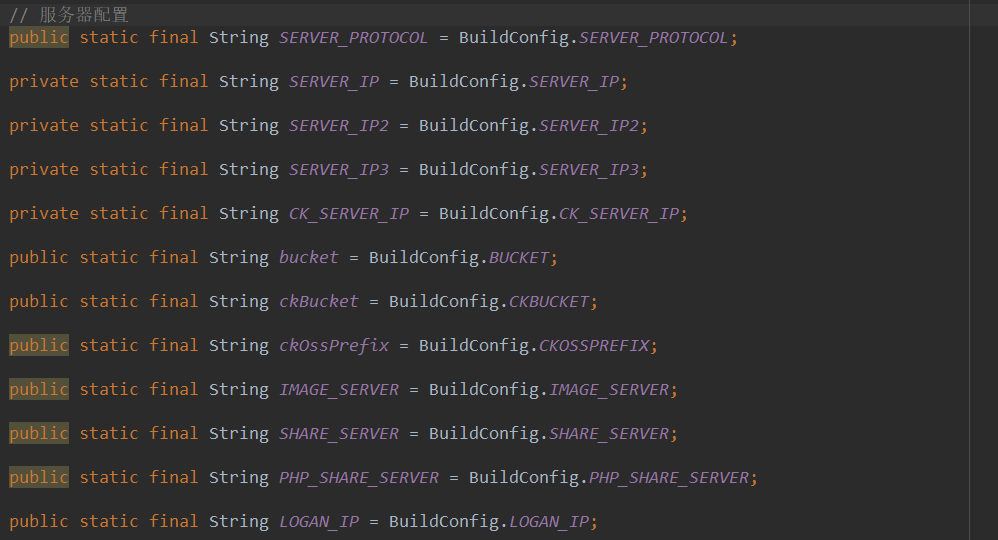 // 服务器配置
public static final String SERVER_PROTOCOL = BuildConfig.SERVER_PROTOCOL;
private static final String SERVER_IP = BuildConfig.SERVER_IP;
private static final String SERVER_IP2 = BuildConfig.SERVER_IP2;
private static final String SERVER_IP3 = BuildConfig.SERVER_IP3;
private static final String CK_SERVER_IP = BuildConfig.CK_SERVER_IP;
public static final String bucket = BuildConfig.BUCKET;
public static final String ckBucket = BuildConfig.CKBUCKET;
public static final String ckOssPrefix = BuildConfig.CKOSSPREFIX;
public static final String IMAGE_SERVER = BuildConfig.IMAGE_SERVER;
public static final String SHARE_SERVER = BuildConfig.SHARE_SERVER;
public static final String PHP_SHARE_SERVER = BuildConfig.PHP_SHARE_SERVER;
public static final String LOGAN_IP = BuildConfig.LOGAN_IP;